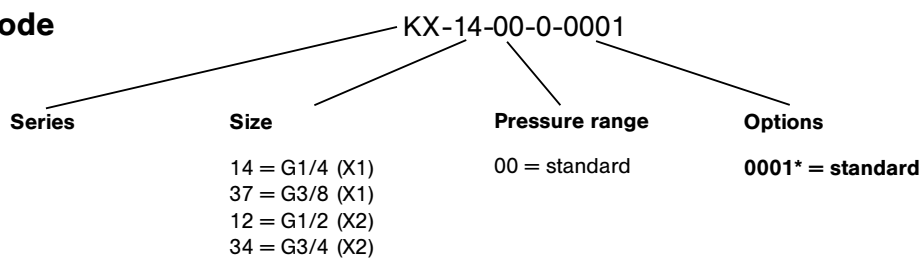 KX-14-00-0-0001
Series Size Pressure range Options
14 = G1/4 (X1) 00 = standard 0001* = standard
37 = G3/8 (X1)
12 = G1/2 (X2)
34 = G3/4 (X2)